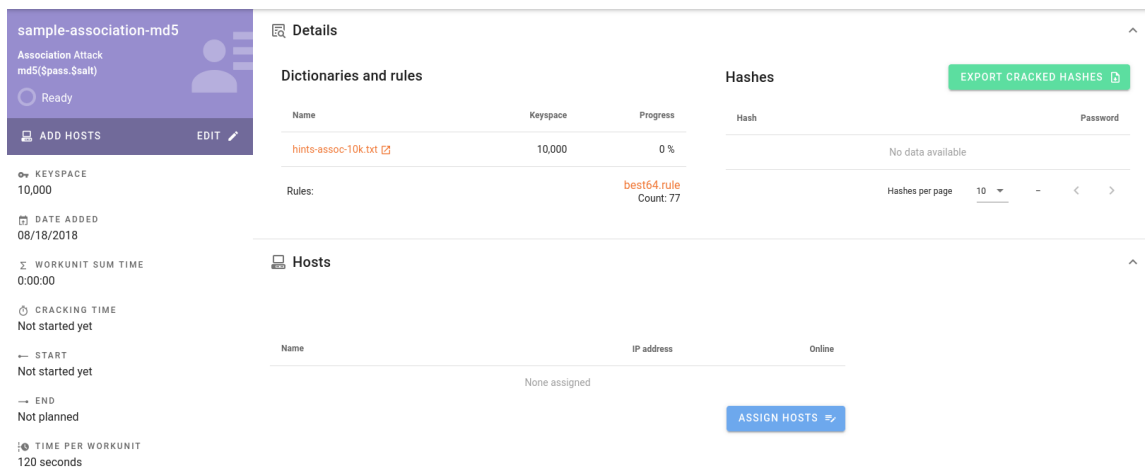 sample-association-md5
Association Attack
md5($pass.$salt)
Ready
ADD HOSTS EDIT
KEYSPACE
10,000
DATE ADDED
08/18/2018
WORKUNIT SUM TIME
0:00:00
CRACKING TIME
Not started yet
START
Not started yet
END
Not planned
TIME PER WORKUNIT
120 seconds
Details
Dictionaries and rules
Name Keyspace Progress
hints-assoc-10k.txt 10,000 0 %
Rules: best64.rule
Count: 77
Hashes
EXPORT CRACKED HASHES
Hash Password
No data available
Hashes per page 10 –
Hosts
Name IP address Online
None assigned
ASSIGN HOSTS